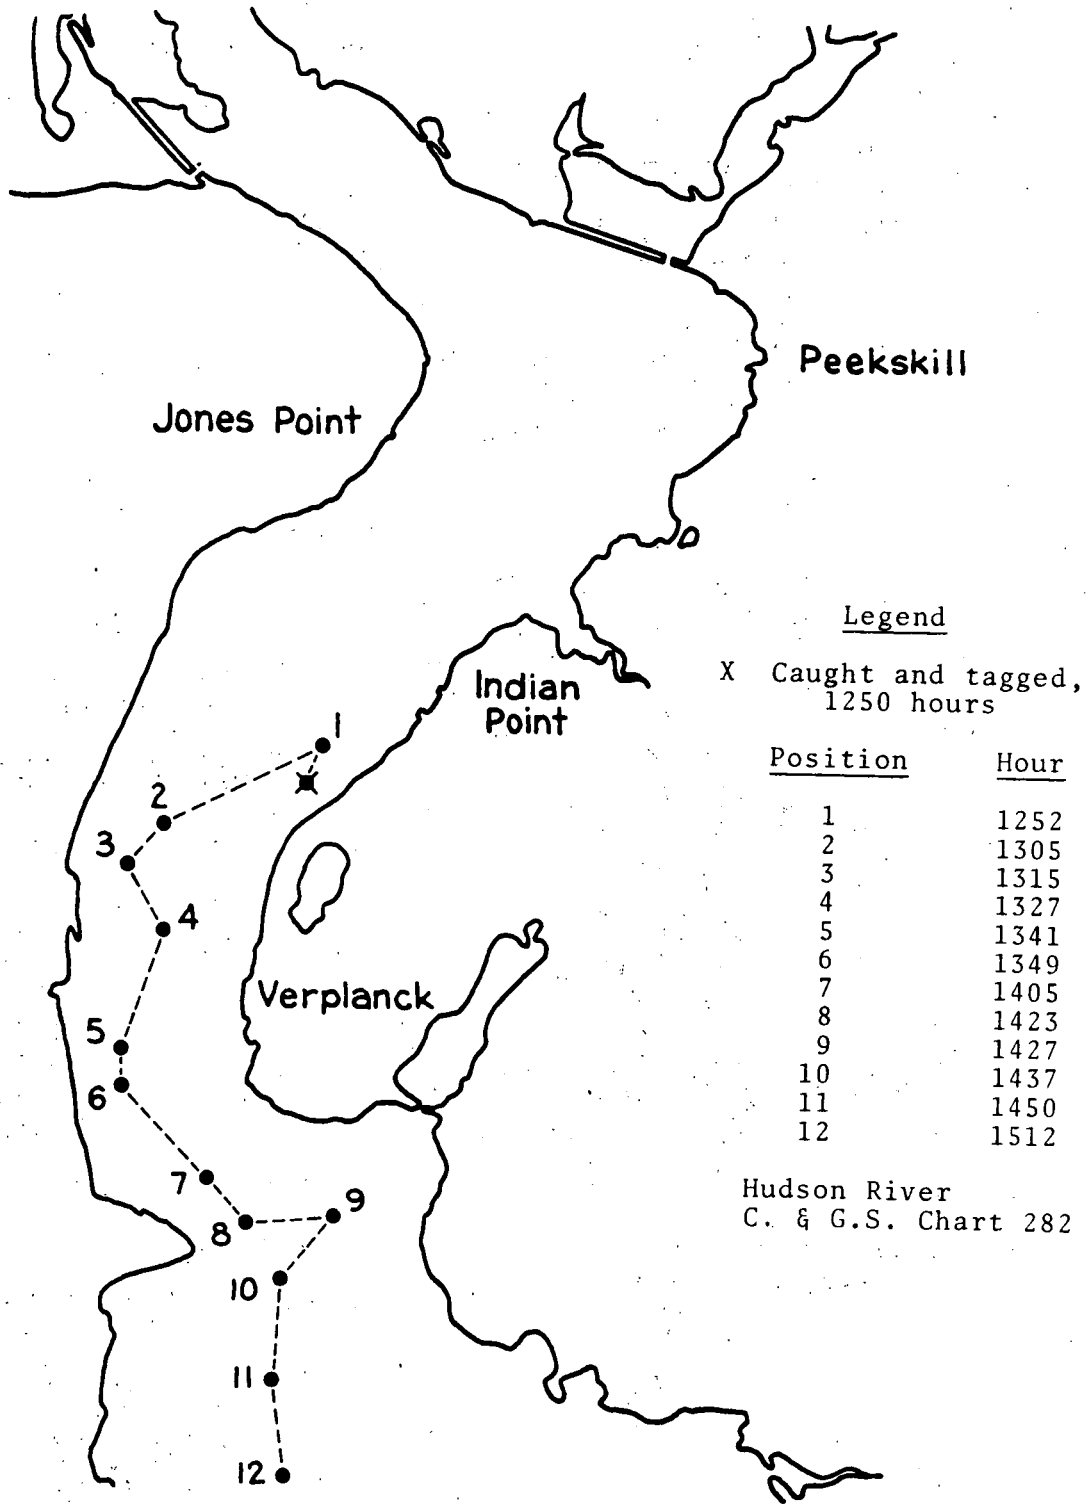 Peekskill
Jones Point
Legend
X Caught and tagged,
1250 hours
Indian
Point
Position Hour
1 1252
2 1305
3 1315
4 1327
5 1341
6 1349
7 1405
8 1423
9 1427
10 1437
11 1450
12 1512
Hudson River
C. & G.S. Chart 282
1
2
3
4
Verplanck
5
6
7
8
9
10
11
12